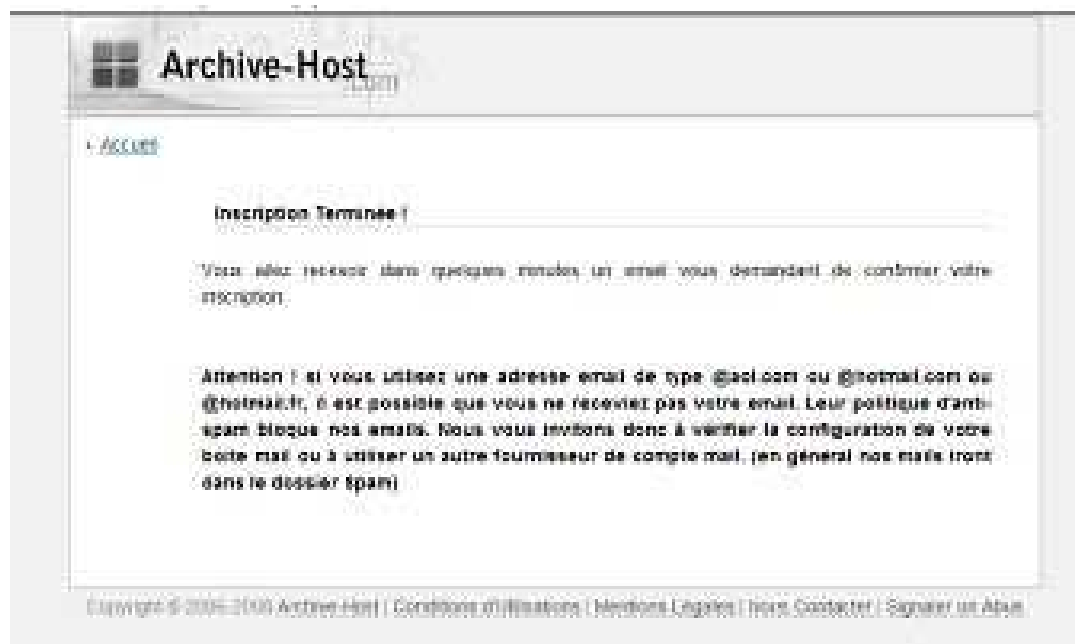 Archive-Host
.com
Accueil
Inscription Terminée !
Vous allez recevoir dans quelques minutes un email vous demandant de confirmer votre
inscription
Attention ! si vous utilisez une adresse email de type @aol.com ou @hotmail.com ou
@hotmail.fr, il est possible que vous ne receviez pas votre email. Leur politique d'anti-
spam bloque nos emails. Nous vous invitons donc à vérifier la configuration de votre
boite mail ou à utiliser un autre fournisseur de compte mail. (en général nos mails iront
dans le dossier Spam)
Copyright © Archive-Host | Conditions d'Utilisations | Mentions Légales | Nous Contacter | Signaler un Abus